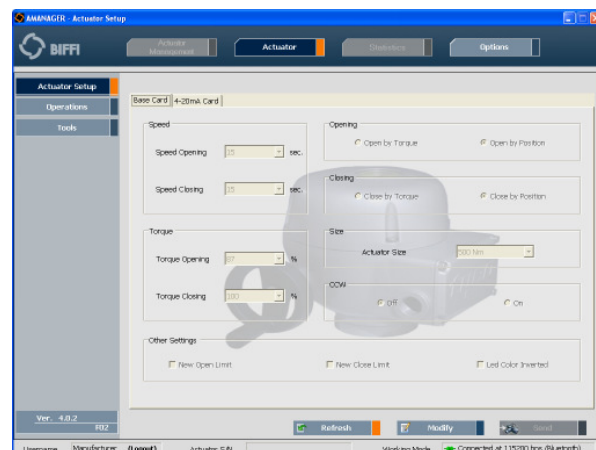 AMANAGER - Actuator Setup
BIFFI
Actuator Management
Actuator
Statistics
Options
Actuator Setup
Operations
Tools
Base Card
4-20mA Card
Speed
Speed Opening 15 sec.
Speed Closing 15 sec.
Opening
Open by Torque
Open by Position
Closing
Close by Torque
Close by Position
Torque
Torque Opening 87 %
Torque Closing 100 %
Size
Actuator Size 500 Nm
CCW
Off
On
Other Settings
New Open Limit
New Close Limit
Led Color Inverted
Ver. 4.0.2
F02
Refresh
Modify
Send
Username Manufacturer (Logout) Actuator S/N Working Mode Connected at 115200 bps (Bluetooth)